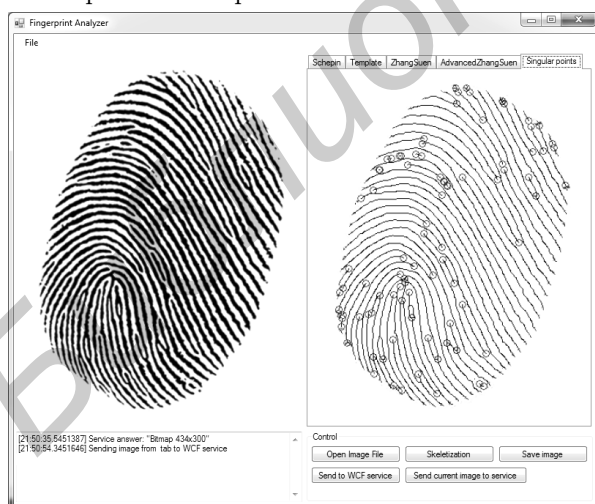 Fingerprint Analyzer
File
Schepin Template ZhangSuen AdvancedZhangSuen Singular points
[21:50:35.5451387] Service answer: "Bitmap 434x300"
[21:50:54.3451646] Sending image from tab to WCF service
Control
Open Image File Skeletization Save image
Send to WCF service Send current image to service